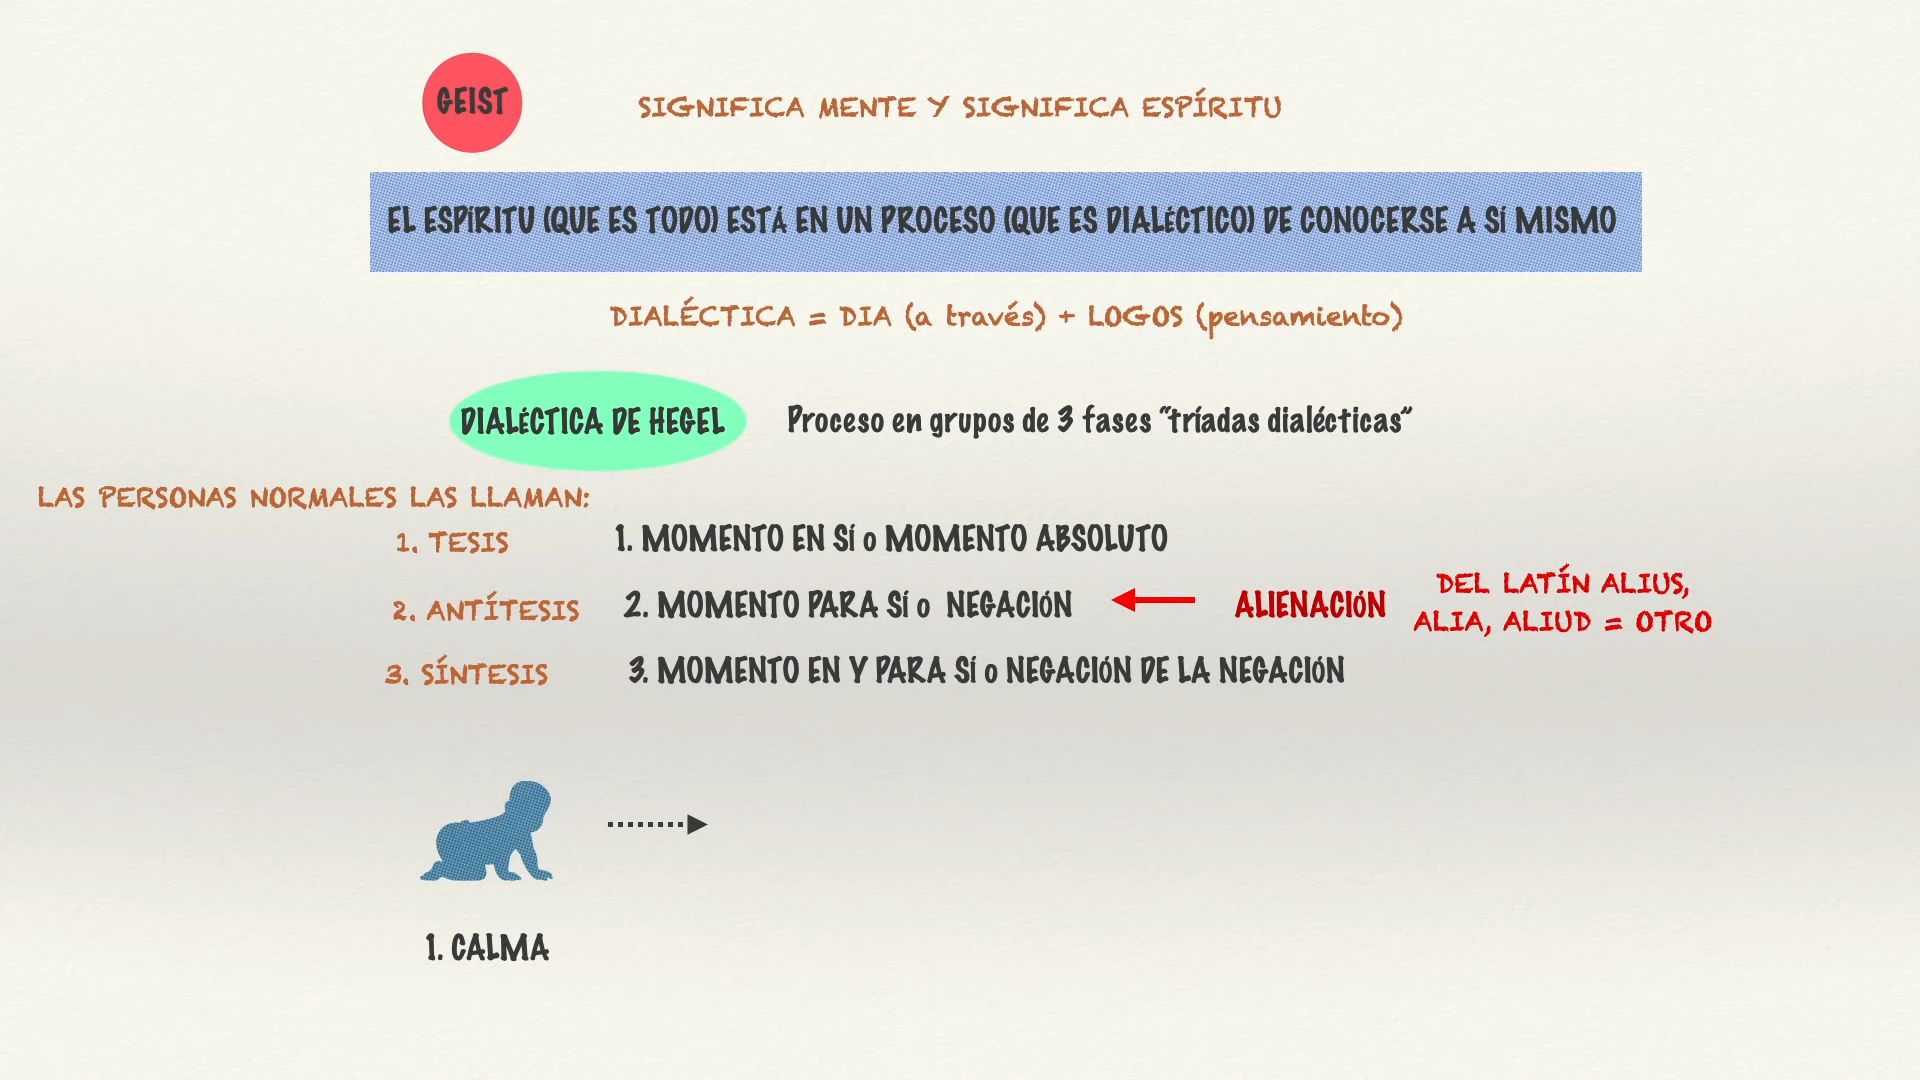 GEIST
SIGNIFICA MENTE Y SIGNIFICA ESPÍRITU
EL ESPÍRITU (QUE ES TODO) ESTÁ EN UN PROCESO (QUE ES DIALÉCTICO) DE CONOCERSE A SÍ MISMO
DIALÉCTICA = DIA (a través) + LOGOS (pensamiento)
DIALÉCTICA DE HEGEL
Proceso en grupos de 3 fases “tríadas dialécticas”
LAS PERSONAS NORMALES LAS LLAMAN:
1. TESIS
1. MOMENTO EN SÍ o MOMENTO ABSOLUTO
2. ANTÍTESIS
2. MOMENTO PARA SÍ o NEGACIÓN
ALIENACIÓN
DEL LATÍN ALIUS,
ALIA, ALIUD = OTRO
3. SÍNTESIS
3. MOMENTO EN Y PARA SÍ o NEGACIÓN DE LA NEGACIÓN
1. CALMA